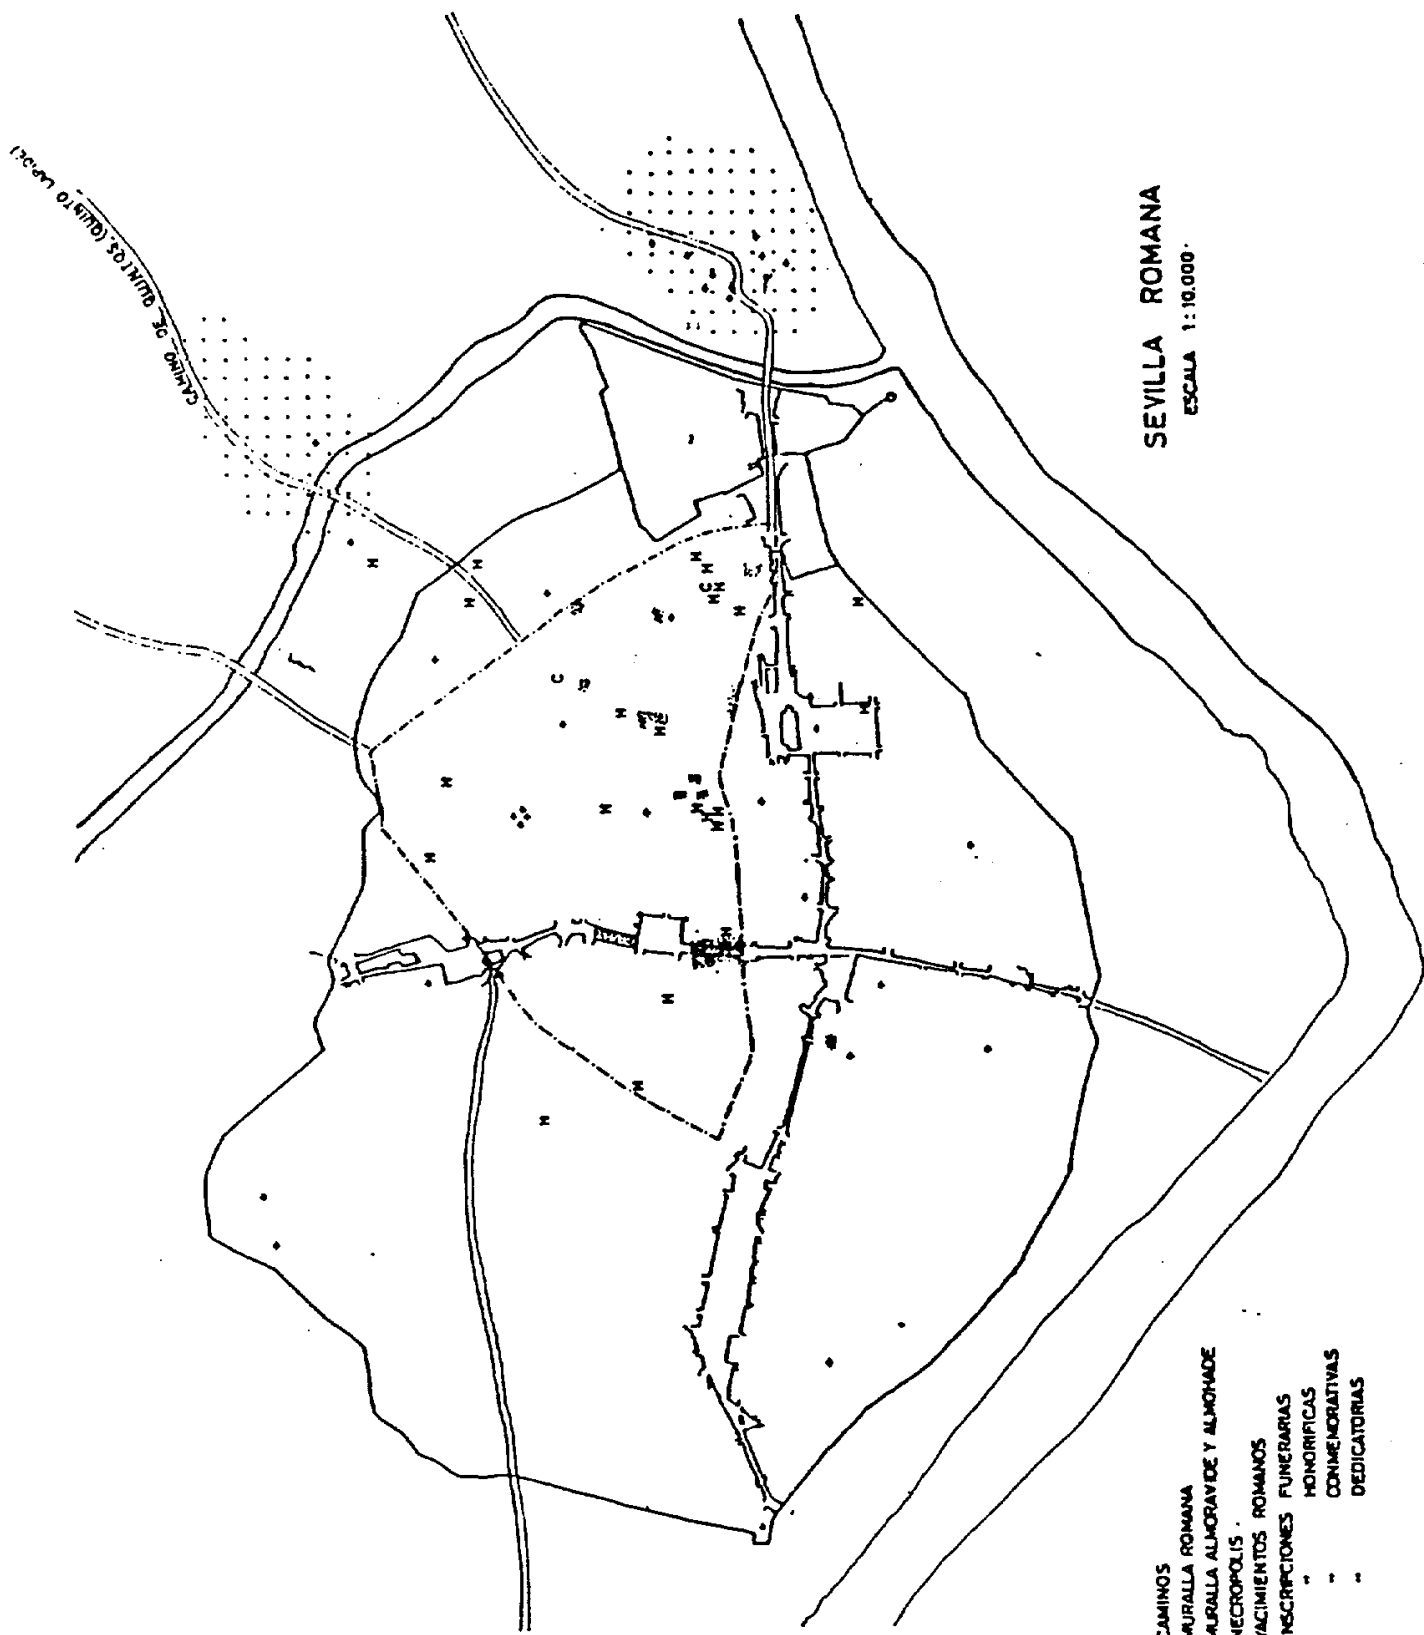 CAMINO DE QUINTOS. (QUINTO LAPIDE)
SEVILLA ROMANA
ESCALA 1:10.000.
CAMINOS
MURALLA ROMANA
MURALLA ALMORAVIDE Y ALMOHADE
NECROPOLIS.
YACIMIENTOS ROMANOS
INSCRIPCIONES FUNERARIAS
" HONORIFICAS
" CONMEMORATIVAS
" DEDICATORIAS
H
H
H
H
H
H
H
H
H
H
H
H
H
H
C
C